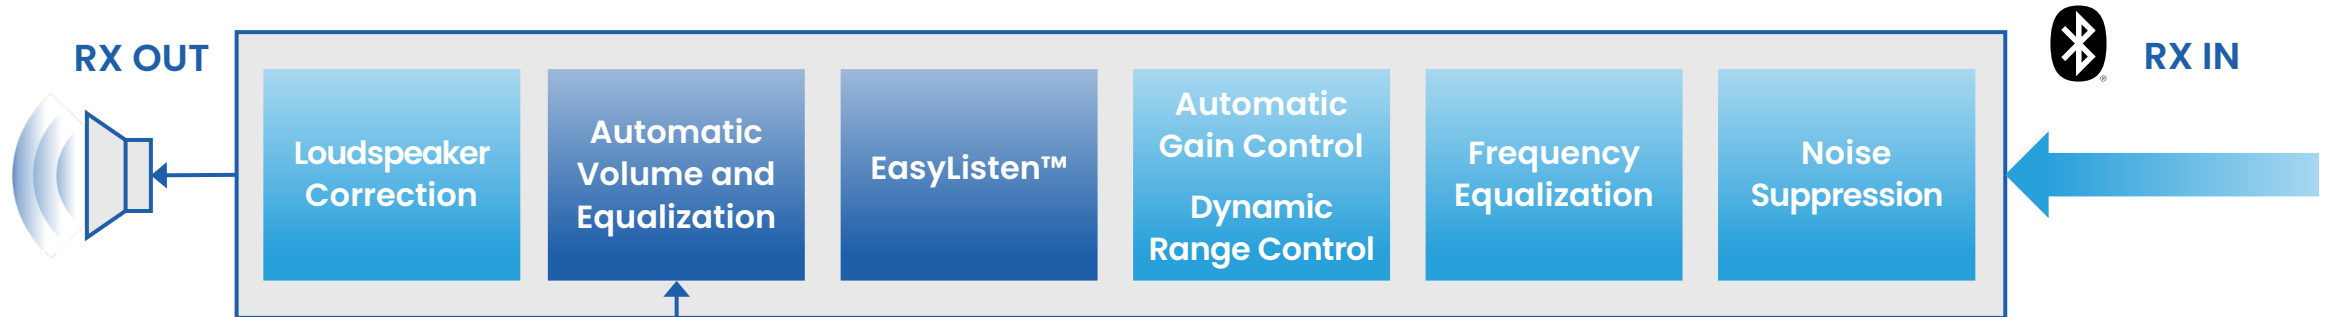 RX OUT
Loudspeaker
Correction
Automatic
Volume and
Equalization
EasyListen™
Automatic
Gain Control
Dynamic
Range Control
Frequency
Equalization
Noise
Suppression
®
RX IN